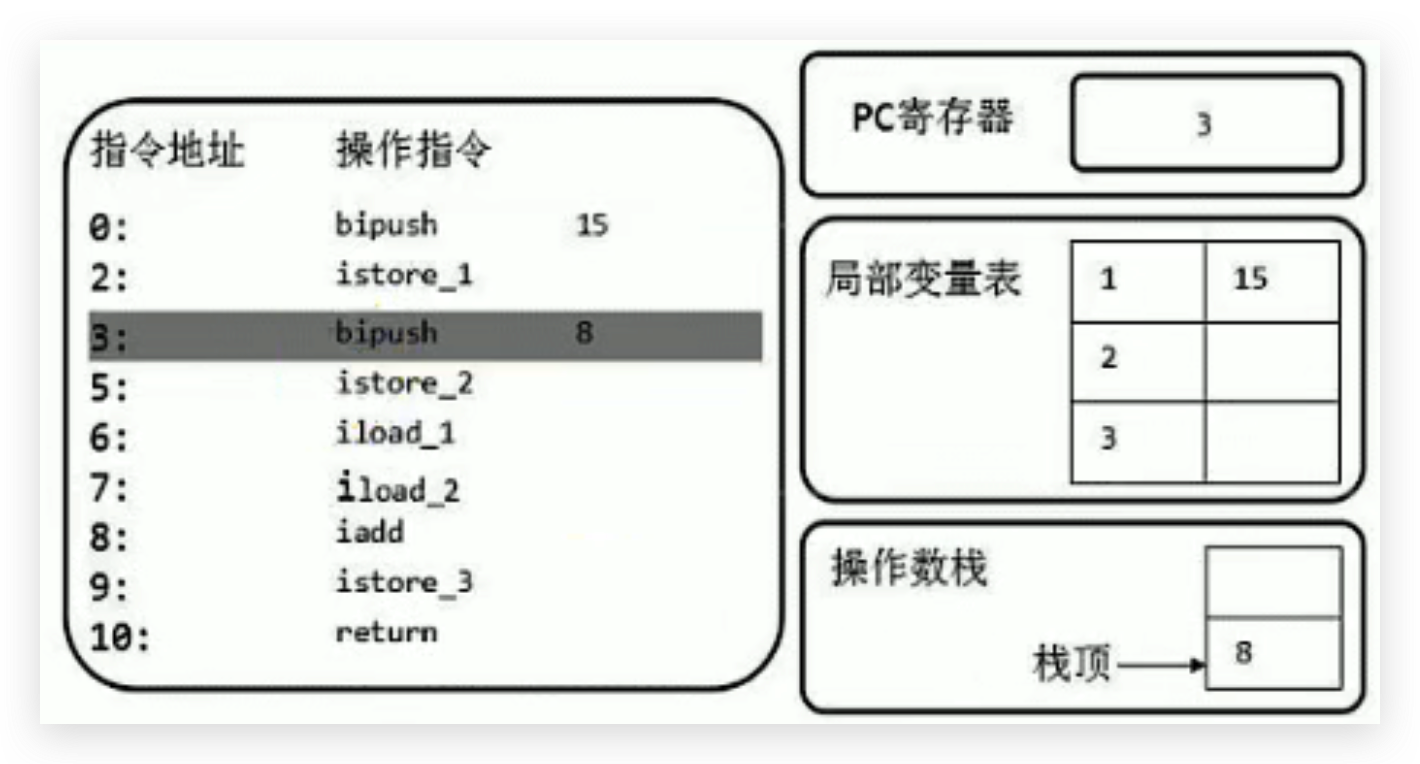 指令地址 操作指令
0: bipush 15
2: istore_1
3: bipush 8
5: istore_2
6: iload_1
7: iload_2
8: iadd
9: istore_3
10: return
PC寄存器 3
局部变量表 1 15
2
3
操作数栈
栈顶 8